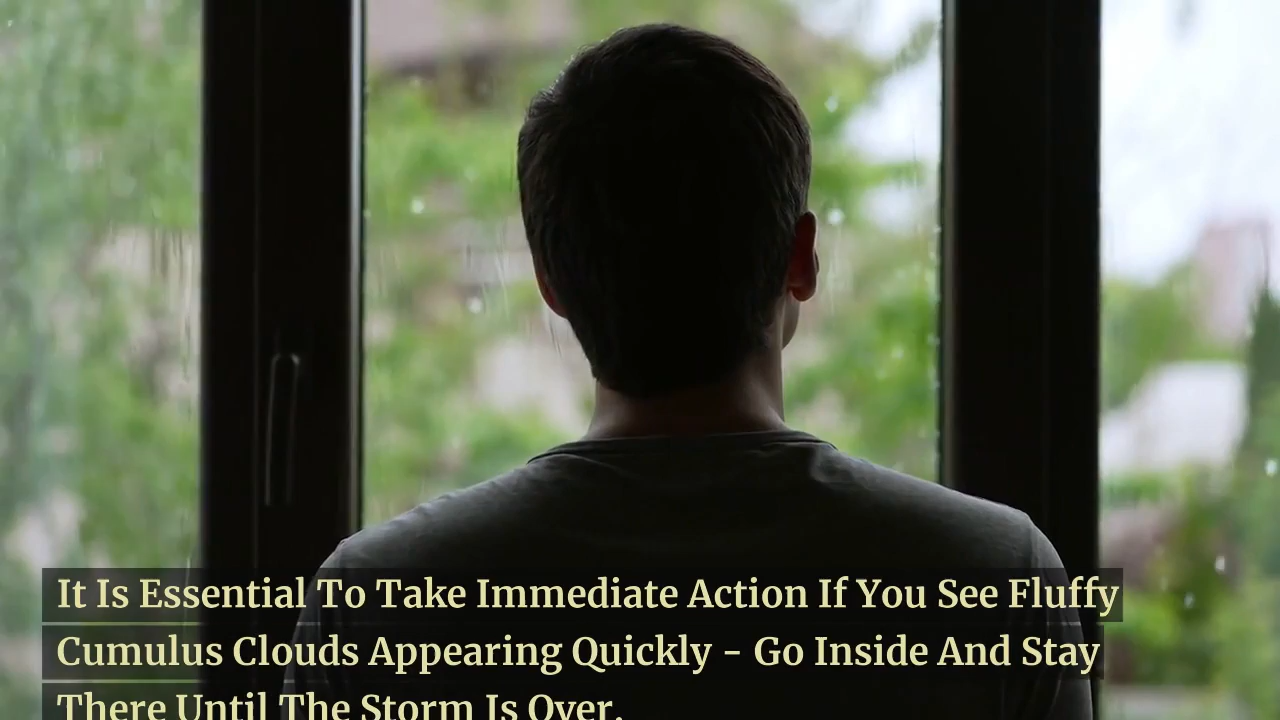 It Is Essential To Take Immediate Action If You See Fluffy
Cumulus Clouds Appearing Quickly - Go Inside And Stay
There Until The Storm Is Over.